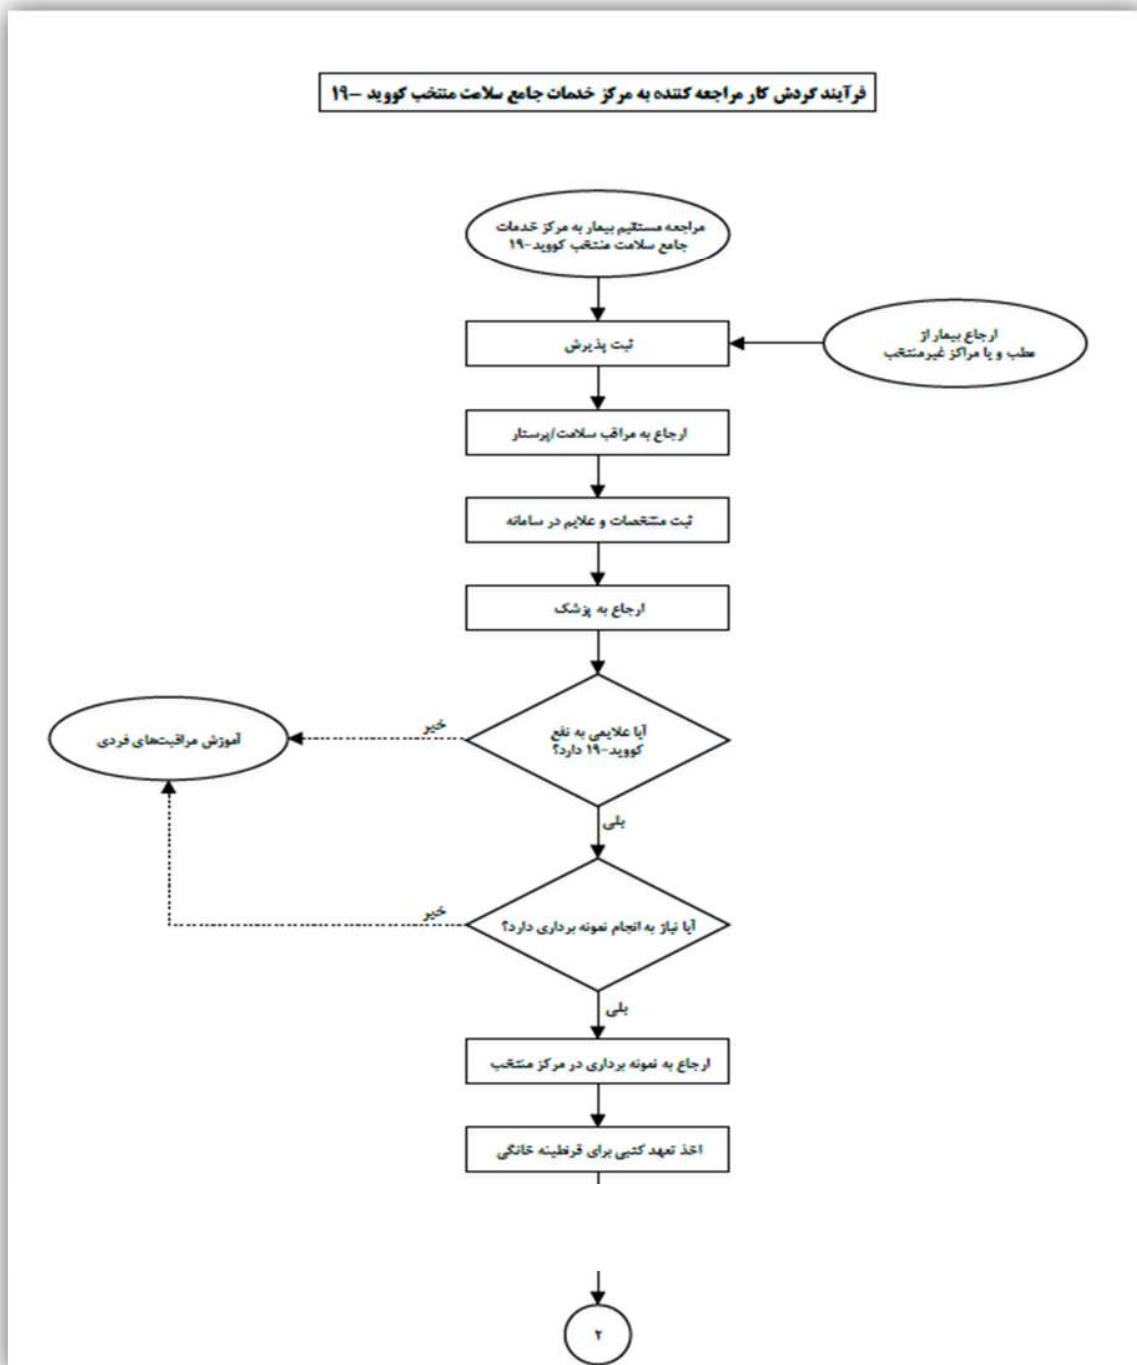 فرآیند گردش کار مراجعه کننده به مرکز خدمات جامع سلامت منتخب کووید -۱۹
مراجعه مستقیم بیمار به مرکز خدمات
جامع سلامت منتخب کووید-۱۹
ارجاع بیمار از
مطب و یا مراکز غیرمنتخب
ثبت پذیرش
ارجاع به مراقب سلامت/پرستار
ثبت مشخصات و علایم در سامانه
ارجاع به پزشک
آیا علایمی به نفع
کووید-۱۹ دارد؟
خیر
آموزش مراقبت‌های فردی
بلی
آیا نیاز به انجام نمونه برداری دارد؟
خیر
بلی
ارجاع به نمونه برداری در مرکز منتخب
اخذ تعهد کتبی برای قرنطینه خانگی
۲